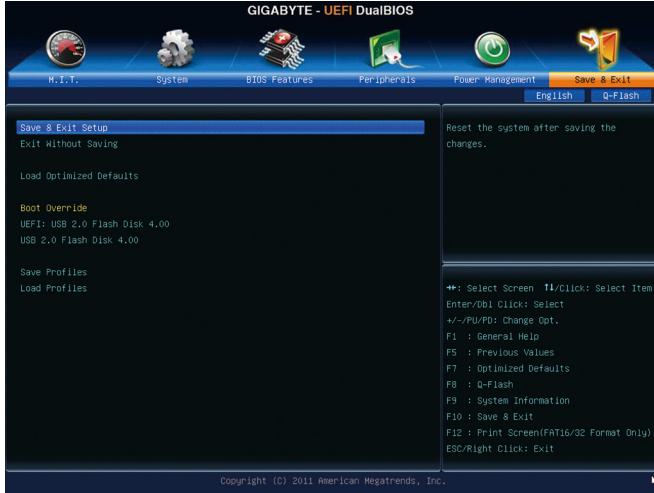 GIGABYTE - UEFI DualBIOS
M.I.T.
System
BIOS Features
Peripherals
Power Management
Save & Exit
English
Q-Flash
Save & Exit Setup
Exit Without Saving
Load Optimized Defaults
Boot Override
UEFI: USB 2.0 Flash Disk 4.00
USB 2.0 Flash Disk 4.00
Save Profiles
Load Profiles
Reset the system after saving the
changes.
→←: Select Screen ↑↓/Click: Select Item
Enter/Dbl Click: Select
+/-/PU/PD: Change Opt.
F1 : General Help
F5 : Previous Values
F7 : Optimized Defaults
F8 : Q-Flash
F9 : System Information
F10 : Save & Exit
F12 : Print Screen(FAT16/32 Format Only)
ESC/Right Click: Exit
Copyright (C) 2011 American Megatrends, Inc.